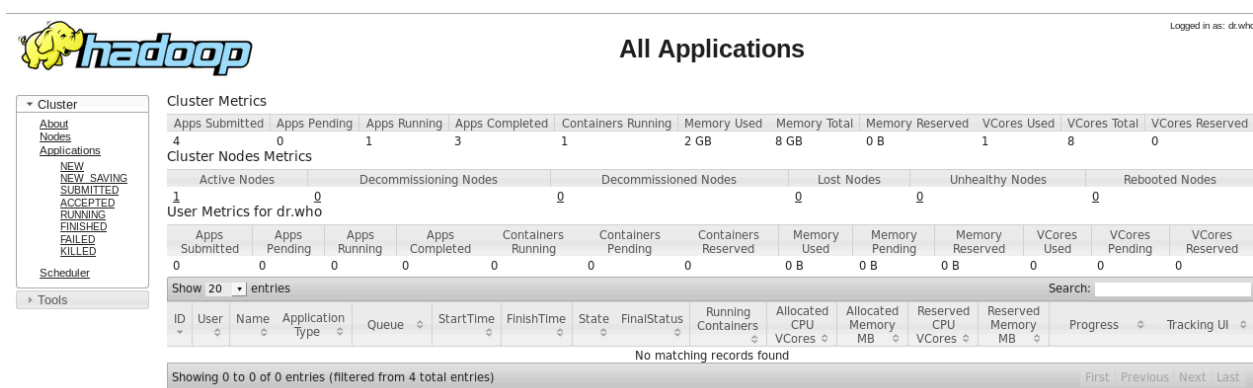 Logged in as: dr.who
hadoop
All Applications
Cluster
About
Nodes
Applications
NEW
NEW_SAVING
SUBMITTED
ACCEPTED
RUNNING
FINISHED
FAILED
KILLED
Scheduler
Tools
Cluster Metrics
Apps Submitted Apps Pending Apps Running Apps Completed Containers Running Memory Used Memory Total Memory Reserved VCores Used VCores Total VCores Reserved
4 0 1 3 1 2 GB 8 GB 0 B 1 8 0
Cluster Nodes Metrics
Active Nodes Decommissioning Nodes Decommissioned Nodes Lost Nodes Unhealthy Nodes Rebooted Nodes
1 0 0 0 0 0
User Metrics for dr.who
Apps Submitted Apps Pending Apps Running Apps Completed Containers Running Containers Pending Containers Reserved Memory Used Memory Pending Memory Reserved VCores Used VCores Pending VCores Reserved
0 0 0 0 0 0 0 0 B 0 B 0 B 0 0 0
Show 20 entries Search:
ID User Name Application Type Queue StartTime FinishTime State FinalStatus Running Containers Allocated CPU VCores Allocated Memory MB Reserved CPU VCores Reserved Memory MB Progress Tracking UI
No matching records found
Showing 0 to 0 of 0 entries (filtered from 4 total entries) First Previous Next Last